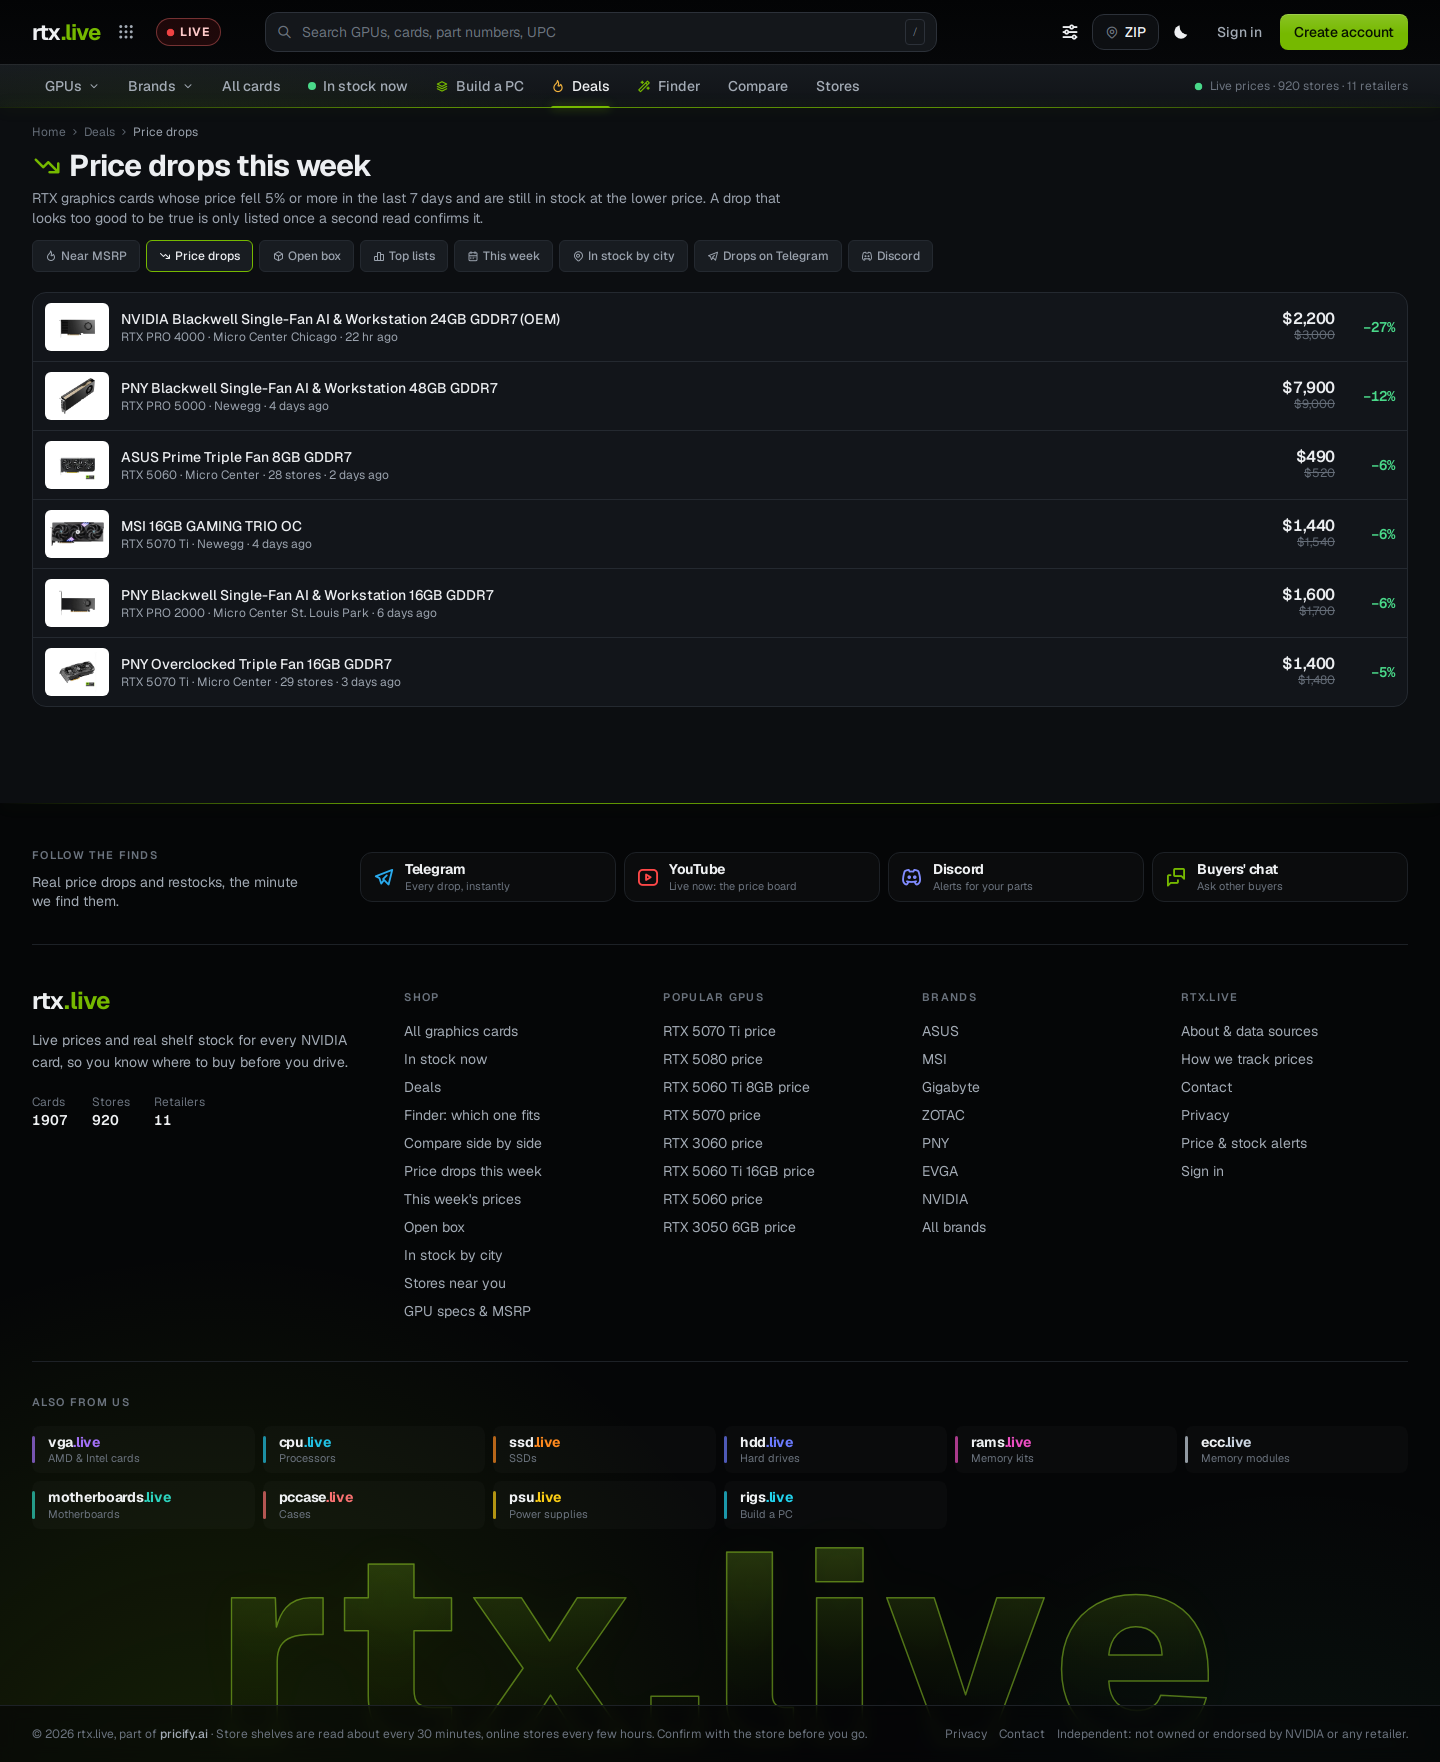 rtx.live
LIVE
Search GPUs, cards, part numbers, UPC
/
ZIP
Sign in
Create account
GPUs
Brands
All cards
In stock now
Build a PC
Deals
Finder
Compare
Stores
Live prices · 920 stores · 11 retailers
Home › Deals › Price drops
Price drops this week
RTX graphics cards whose price fell 5% or more in the last 7 days and are still in stock at the lower price. A drop that
looks too good to be true is only listed once a second read confirms it.
Near MSRP
Price drops
Open box
Top lists
This week
In stock by city
Drops on Telegram
Discord
NVIDIA Blackwell Single-Fan AI & Workstation 24GB GDDR7 (OEM)
RTX PRO 4000 · Micro Center Chicago · 22 hr ago
$2,200
$3,000
-27%
PNY Blackwell Single-Fan AI & Workstation 48GB GDDR7
RTX PRO 5000 · Newegg · 4 days ago
$7,900
$9,000
-12%
ASUS Prime Triple Fan 8GB GDDR7
RTX 5060 · Micro Center · 28 stores · 2 days ago
$490
$520
-6%
MSI 16GB GAMING TRIO OC
RTX 5070 Ti · Newegg · 4 days ago
$1,440
$1,540
-6%
PNY Blackwell Single-Fan AI & Workstation 16GB GDDR7
RTX PRO 2000 · Micro Center St. Louis Park · 6 days ago
$1,600
$1,700
-6%
PNY Overclocked Triple Fan 16GB GDDR7
RTX 5070 Ti · Micro Center · 29 stores · 3 days ago
$1,400
$1,480
-5%
FOLLOW THE FINDS
Real price drops and restocks, the minute
we find them.
Telegram
Every drop, instantly
YouTube
Live now: the price board
Discord
Alerts for your parts
Buyers' chat
Ask other buyers
rtx.live
Live prices and real shelf stock for every NVIDIA
card, so you know where to buy before you drive.
Cards
1907
Stores
920
Retailers
11
SHOP
All graphics cards
In stock now
Deals
Finder: which one fits
Compare side by side
Price drops this week
This week's prices
Open box
In stock by city
Stores near you
GPU specs & MSRP
POPULAR GPUS
RTX 5070 Ti price
RTX 5080 price
RTX 5060 Ti 8GB price
RTX 5070 price
RTX 3060 price
RTX 5060 Ti 16GB price
RTX 5060 price
RTX 3050 6GB price
BRANDS
ASUS
MSI
Gigabyte
ZOTAC
PNY
EVGA
NVIDIA
All brands
RTX.LIVE
About & data sources
How we track prices
Contact
Privacy
Price & stock alerts
Sign in
ALSO FROM US
vga.live
AMD & Intel cards
cpu.live
Processors
ssd.live
SSDs
hdd.live
Hard drives
rams.live
Memory kits
ecc.live
Memory modules
motherboards.live
Motherboards
pccase.live
Cases
psu.live
Power supplies
rigs.live
Build a PC
rtx.live
© 2026 rtx.live, part of pricify.ai · Store shelves are read about every 30 minutes, online stores every few hours. Confirm with the store before you go.
Privacy
Contact
Independent: not owned or endorsed by NVIDIA or any retailer.